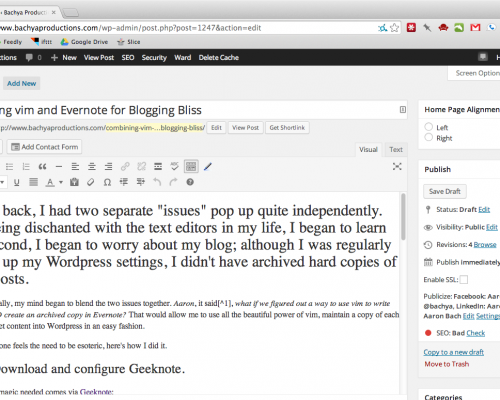 • Bachya Productio
www.bachyaproductions.com/wp-admin/post.php?post=1247&action=edit
Feedly ifttt Google Drive Slice
ctions 0 New View Post SEO Security Ward Delete Cache
Screen Option
Add New
ng vim and Evernote for Blogging Bliss
p://www.bachyaproductions.com/combining-vim-...blogging-bliss/ Edit View Post Get Shortlink
Add Contact Form
Visual Text
back, I had two separate "issues" pop up quite independently.
ing dischanted with the text editors in my life, I began to learn
cond, I began to worry about my blog; although I was regularly
up my Wordpress settings, I didn't have archived hard copies of
osts.
ally, my mind began to blend the two issues together. Aaron, it said[^1], what if we figured out a way to use vim to write
D create an archived copy in Evernote? That would allow me to use all the beautiful power of vim, maintain a copy of each
et content into Wordpress in an easy fashion.
one feels the need to be esoteric, here's how I did it.
Download and configure Geeknote.
magic needed comes via Geeknote:
Home Page Alignment
Left
Right
Publish
Save Draft
Status: Draft Edit
Visibility: Public Edit
Revisions: 4 Browse
Publish Immediately
Enable SSL:
Publicize: Facebook: Aar
@bachya, LinkedIn:
Aaron Bach Edit Settings
SEO: Bad Check
Copy to a new draft
Move to Trash
Categories